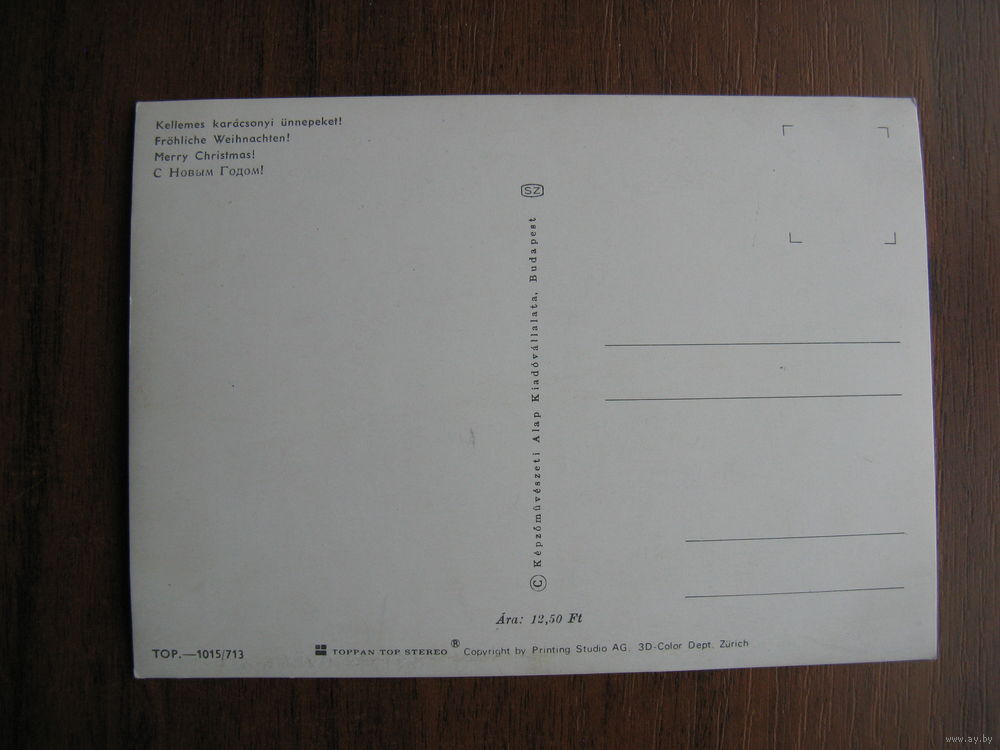 Kellemes karácsonyi ünnepeket!
Fröhliche Weihnachten!
Merry Christmas!
С Новым Годом!
SZ
© Képzőművészeti Alap Kiadóvállalata, Budapest
Ára: 12,50 Ft
TOP.—1015/713
TOPPAN TOP STEREO ® Copyright by Printing Studio AG. 3D-Color Dept. Zürich
www.ay.by